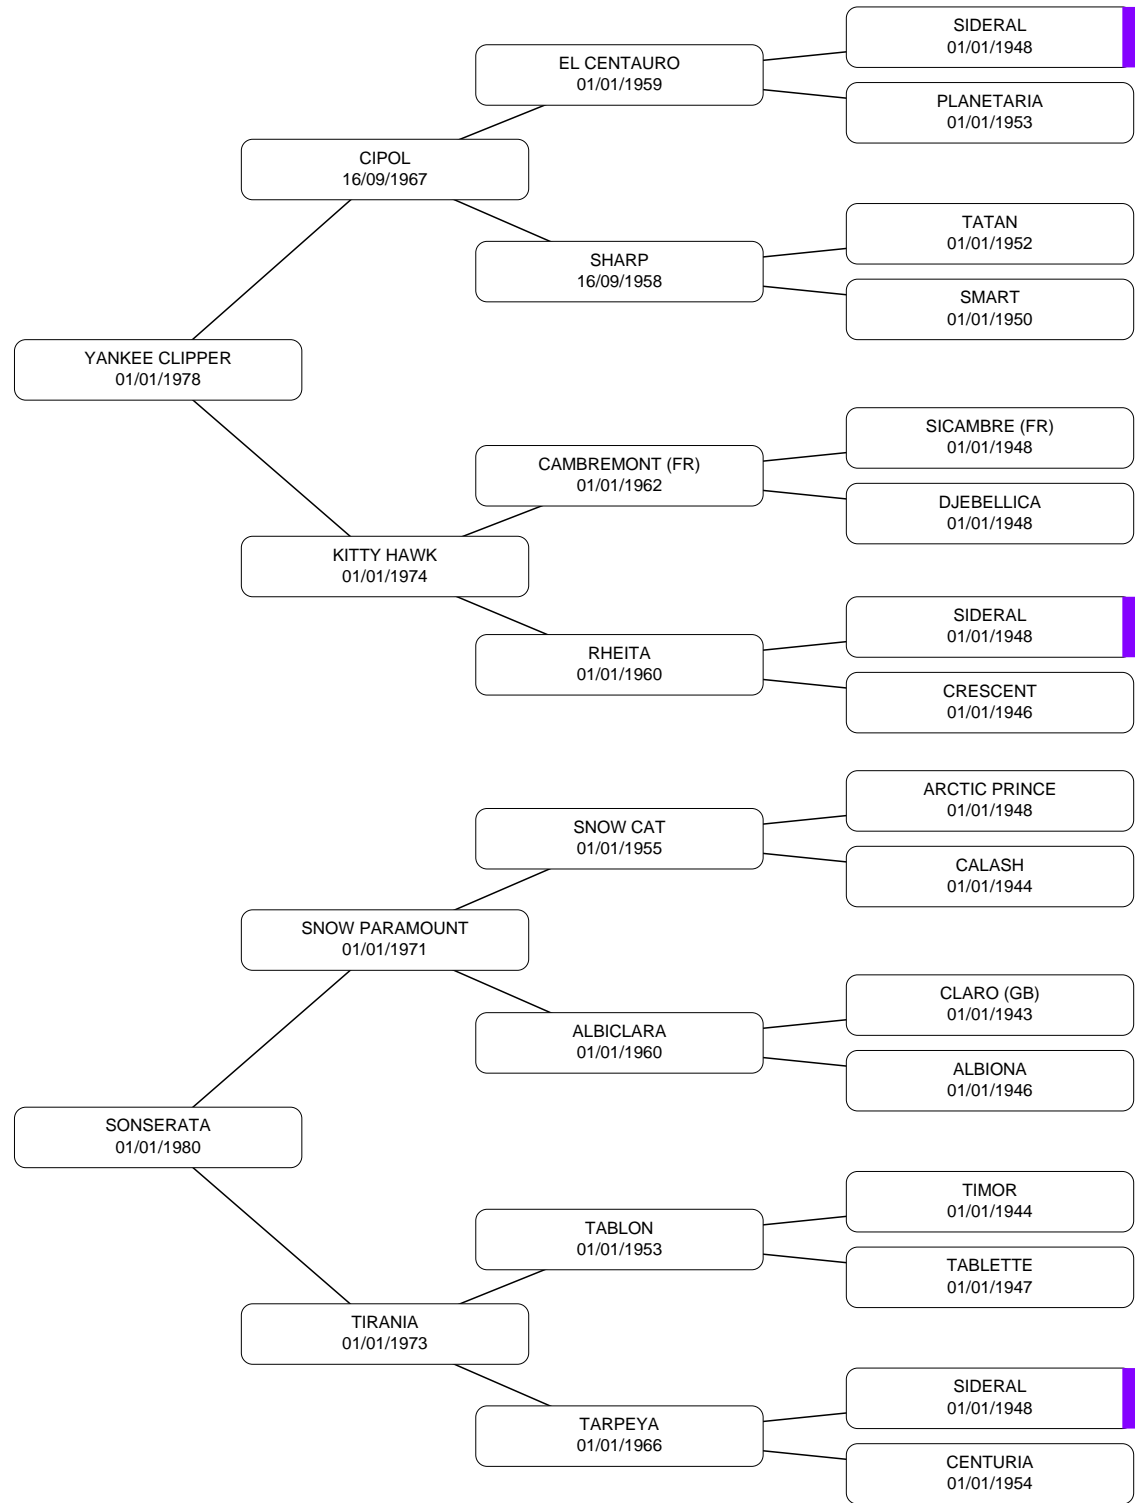 SIDERAL
01/01/1948
EL CENTAURO
01/01/1959
PLANETARIA
01/01/1953
CIPOL
16/09/1967
TATAN
01/01/1952
SHARP
16/09/1958
SMART
01/01/1950
YANKEE CLIPPER
01/01/1978
SICAMBRE (FR)
01/01/1948
CAMBREMONT (FR)
01/01/1962
DJEBELLICA
01/01/1948
KITTY HAWK
01/01/1974
SIDERAL
01/01/1948
RHEITA
01/01/1960
CRESCENT
01/01/1946
ARCTIC PRINCE
01/01/1948
SNOW CAT
01/01/1955
CALASH
01/01/1944
SNOW PARAMOUNT
01/01/1971
CLARO (GB)
01/01/1943
ALBICLARA
01/01/1960
ALBIONA
01/01/1946
SONSERATA
01/01/1980
TIMOR
01/01/1944
TABLON
01/01/1953
TABLETTE
01/01/1947
TIRANIA
01/01/1973
SIDERAL
01/01/1948
TARPEYA
01/01/1966
CENTURIA
01/01/1954